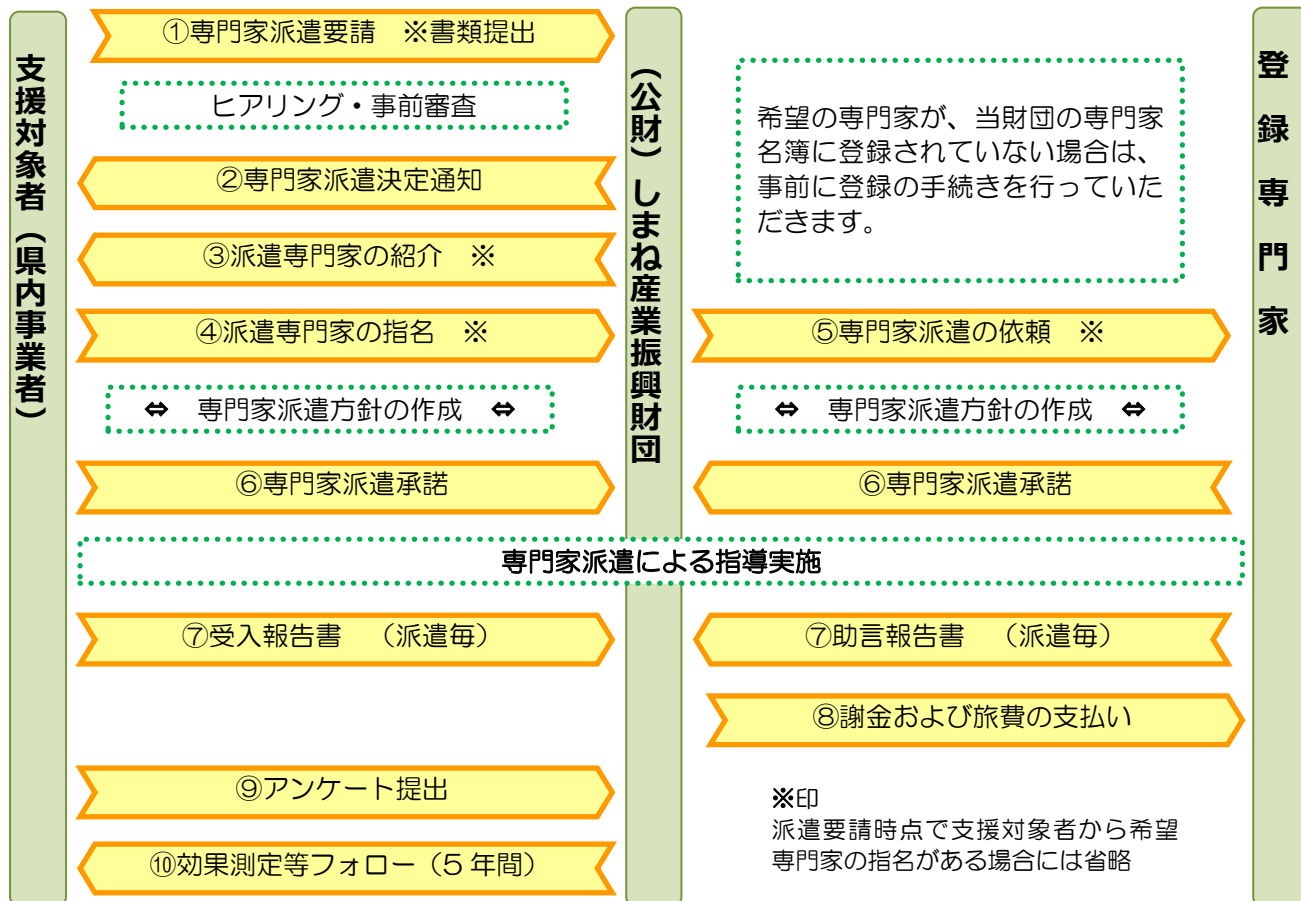 支援対象者（県内事業者）
①専門家派遣要請　※書類提出
ヒアリング・事前審査
②専門家派遣決定通知
③派遣専門家の紹介　※
④派遣専門家の指名　※
⇔　専門家派遣方針の作成　⇔
⑥専門家派遣承諾
（公財）しまね産業振興財団
希望の専門家が、当財団の専門家
名簿に登録されていない場合は、
事前に登録の手続きを行っていた
だきます。
⑤専門家派遣の依頼　※
⇔　専門家派遣方針の作成　⇔
⑥専門家派遣承諾
登録専門家
専門家派遣による指導実施
⑦受入報告書　（派遣毎）
⑦助言報告書　（派遣毎）
⑧謝金および旅費の支払い
⑨アンケート提出
⑩効果測定等フォロー（5 年間）
※印
派遣要請時点で支援対象者から希望
専門家の指名がある場合には省略